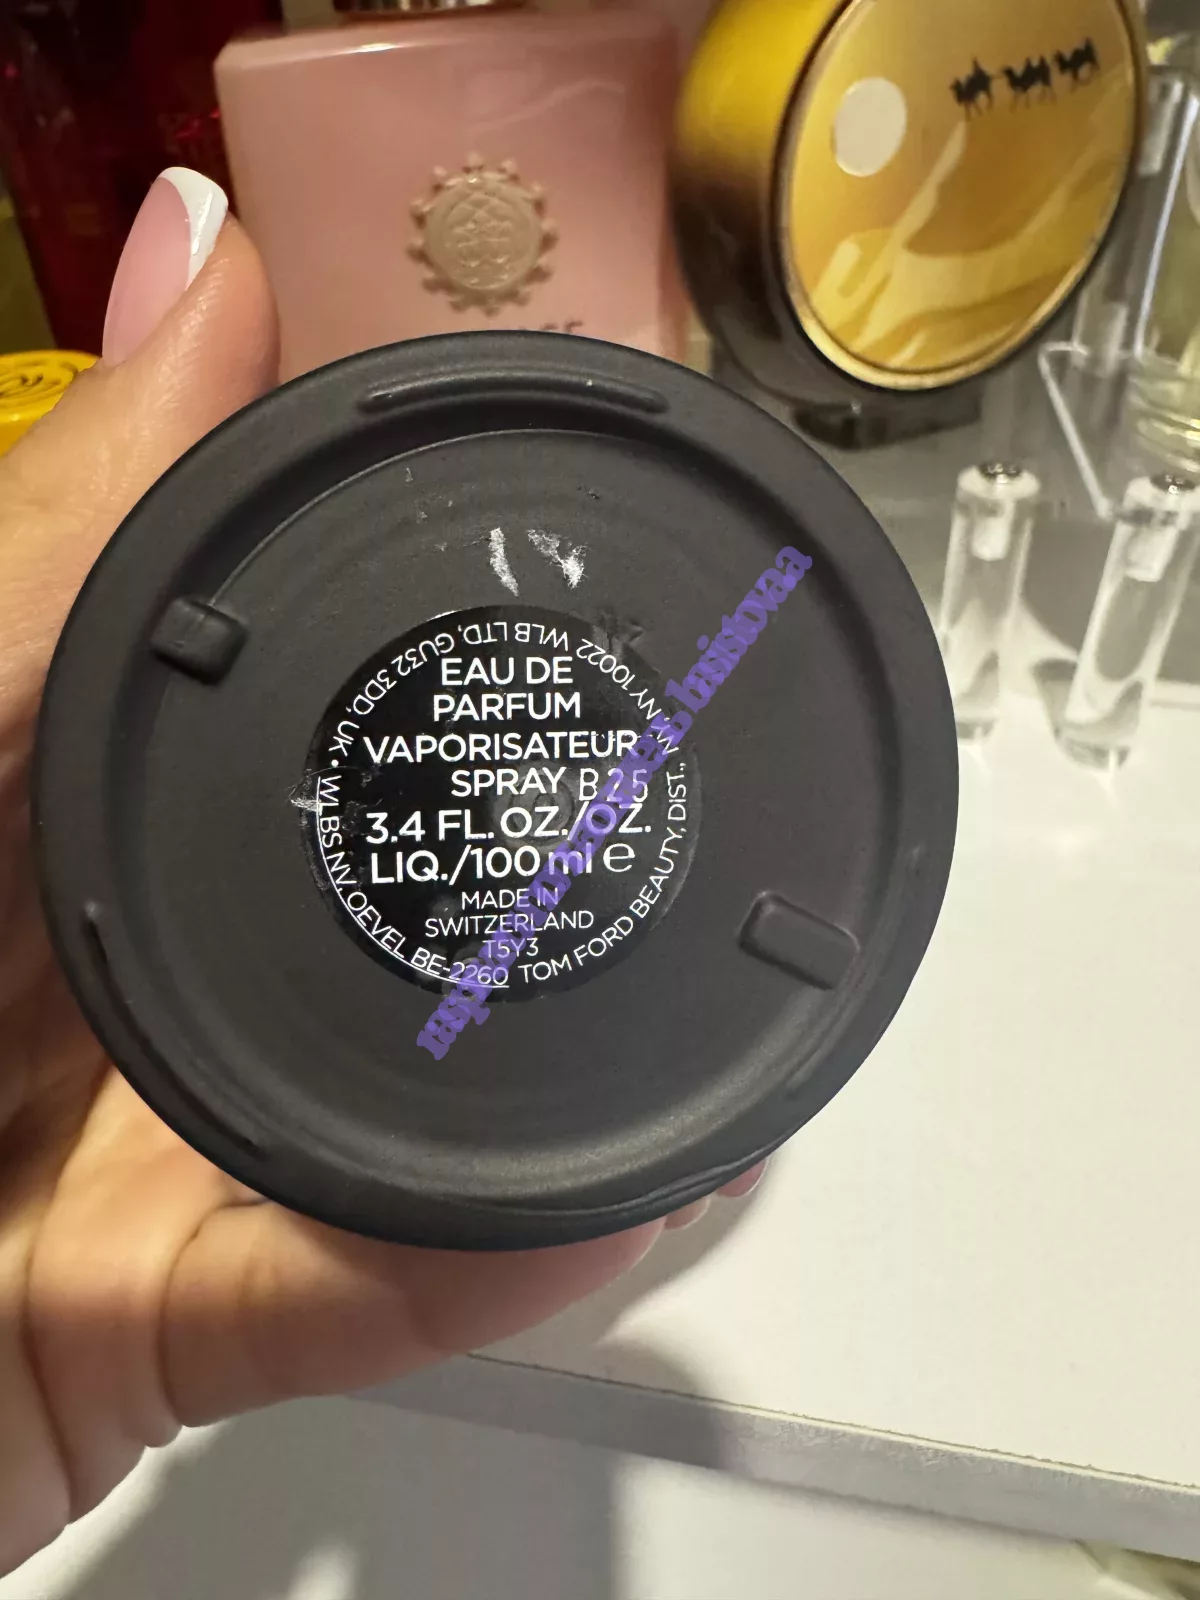 EAU DE
PARFUM
VAPORISATEUR
SPRAY B25
3.4 FL. OZ./OZ.
LIQ./100 ml e
MADE IN
SWITZERLAND
T5Y3
TOM FORD BEAUTY, DIST., NY, NY 10022 WLB LTD, GU32 3DD, UK • WLBS NV, OEVEL BE-2260